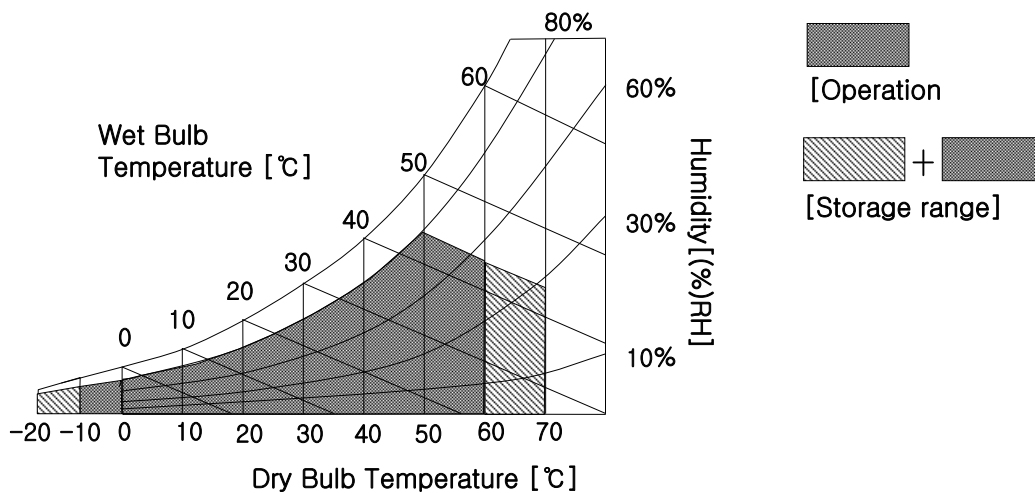 80%
60
60%
[Operation
Wet Bulb
Temperature [℃]
50
Humidity[(%)RH]
+
[Storage range]
40
30%
30
20
10
0
10%
-20 -10 0 10 20 30 40 50 60 70
Dry Bulb Temperature [℃]